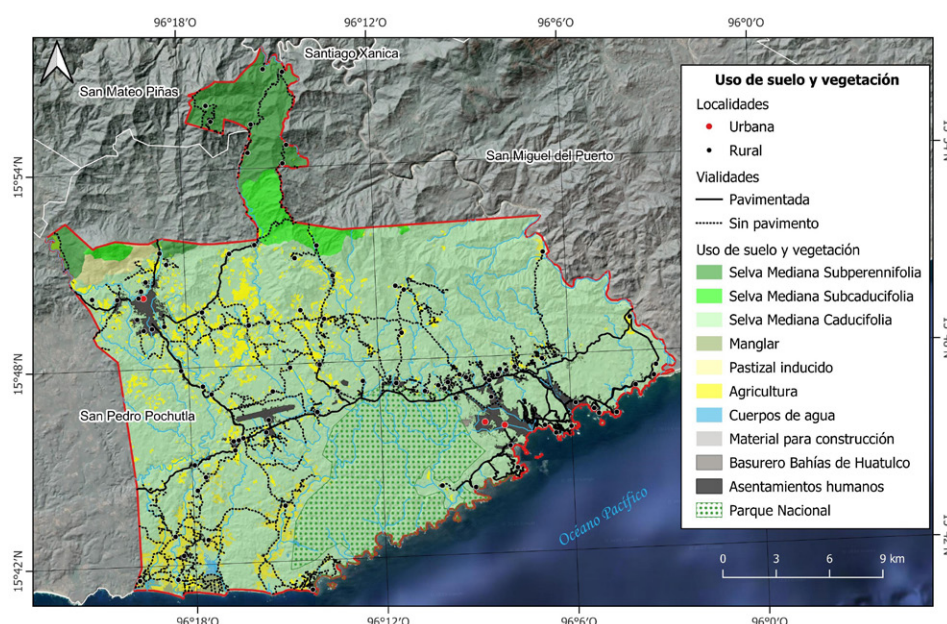 96°18'O 96°12'O 96°6'O 96°0'O
Santiago Xanica
San Mateo Piñas
San Miguel del Puerto
15°54'N
15°48'N
San Pedro Pochutla
15°42'N
Océano Pacífico
Uso de suelo y vegetación
Localidades
Urbana
Rural
Vialidades
Pavimentada
Sin pavimento
Uso de suelo y vegetación
Selva Mediana Subperennifolia
Selva Mediana Subcaducifolia
Selva Mediana Caducifolia
Manglar
Pastizal inducido
Agricultura
Cuerpos de agua
Material para construcción
Basurero Bahías de Huatulco
Asentamientos humanos
Parque Nacional
0 3 6 9 km
96°18'O 96°12'O 96°6'O 96°0'O